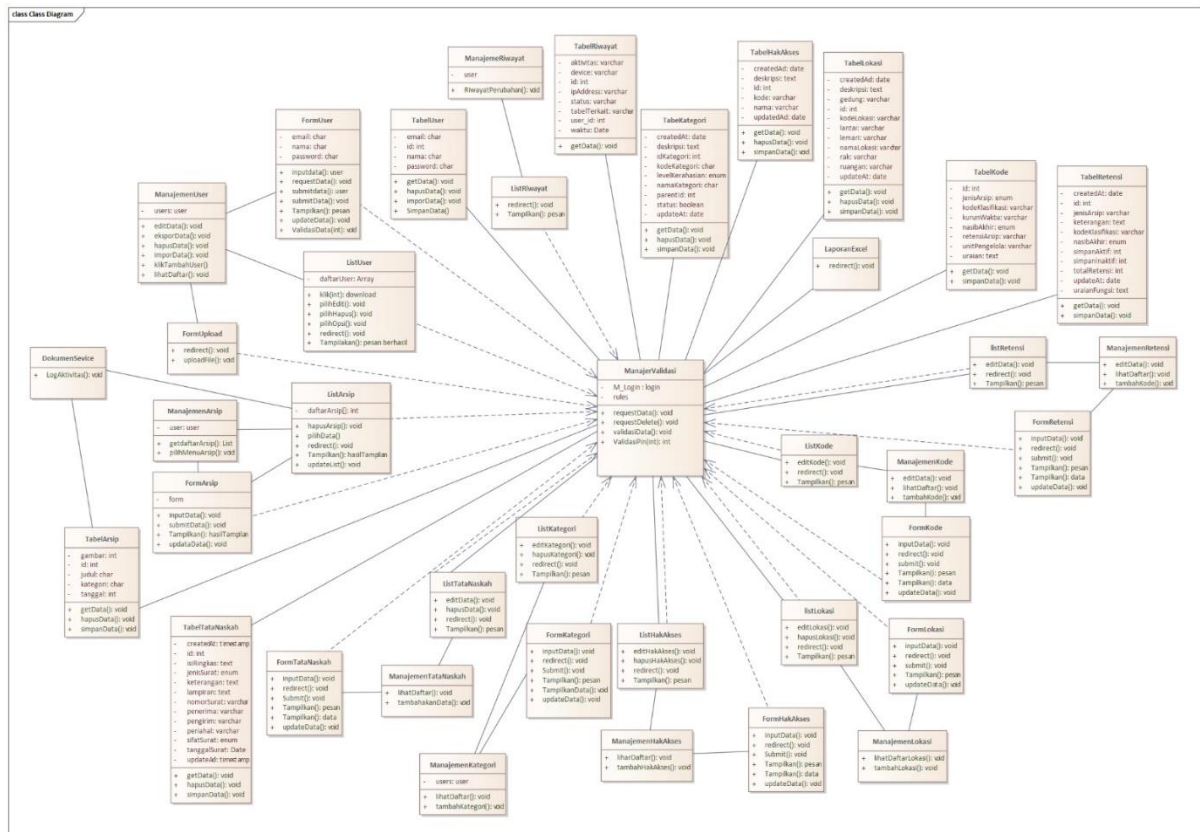 class Class Diagram
ManajemeRiwayat
- user
+ RiwayatPerubahan(): void
TabelRiwayat
- aktivitas: varchar
- device: varchar
- id: int
- ipAddress: varchar
- status: varchar
- tabelTerkait: varchar
- user_id: int
- waktu: Date
+ getData(): void
TabelHakAkses
- createdAd: date
- deskripsi: text
- id: int
- kode: varchar
- nama: varchar
- updatedAd: date
+ getData(): void
+ hapusData(): void
+ simpanData(): void
TabelLokasi
- createdAd: date
- deskripsi: text
- gedung: varchar
- id: int
- kodeLokasi: varchar
- lantai: varchar
- lemari: varchar
- namaLokasi: varchar
- rak: varchar
- ruangan: varchar
- updateAt: date
+ getData(): void
+ hapusData(): void
+ simpanData(): void
FormUser
- email: char
- nama: char
- password: char
+ inputdata(): user
+ requestData(): void
+ submitdata(): user
+ submitData(): void
+ Tampilkan(): pesan
+ updateData(): void
+ ValidasiData(int): void
TabelUser
- email: char
- id: int
- nama: char
- password: char
+ getData(): void
+ hapusData(): void
+ imporData(): void
+ SimpanData()
TabeKategori
- createdAt: date
- deskripsi: text
- idKategori: int
- kodeKategori: char
- levelKerahasian: enum
- namaKategori: char
- parentId: int
- status: boolean
- updateAt: date
+ getData(): void
+ hapusData(): void
+ simpanData(): void
TabelKode
- id: int
- jenisArsip: enum
- kodeKlasifikasi: varchar
- kurunWaktu: varchar
- nasibAkhir: enum
- retensiArsip: varchar
- unitPengelola: varchar
- uraian: text
+ getData(): void
+ simpanData(): void
TabelRetensi
- createdAt: date
- id: int
- jenisArsip: varchar
- keterangan: text
- kodeKlasifikasi: varchar
- nasibAkhir: enum
- simpanAktif: int
- simpanInaktif: int
- totalRetensi: int
- updateAt: date
- uraianFungsi: text
+ getData(): void
+ simpanData(): void
ManajemenUser
- users: user
+ editData(): void
+ eksporData(): void
+ hapusData(): void
+ imporData(): void
+ klikTambahUser()
+ lihatDaftar(): void
ListRiwayat
+ redirect(): void
+ Tampilkan(): pesan
ListUser
- daftarUser: Array
+ klik(int): download
+ pilihEdit(): void
+ pilihHapus(): void
+ pilihOpsi(): void
+ redirect(): void
+ Tampilakan(): pesan berhasil
LaporanExcel
+ redirect(): void
FormUpload
+ redirect(): void
+ uploadFile(): void
DokumenSevice
+ LogAktivitas(): void
ManajerValidasi
- M_Login : login
- rules
+ requestData(): void
+ requestDelete(): void
+ validasiData(): void
+ ValidasiPin(int): int
listRetensi
+ editData(): void
+ redirect(): void
+ Tampilkan(): pesan
ManajemenRetensi
+ editData(): void
+ lihatDaftar(): void
+ tambahKode(): void
ManajemenArsip
- user: user
+ getdaftarArsip(): List
+ pilihMenuArsip(): void
ListArsip
- daftarArsip(): int
+ hapusArsip(): void
+ pilihData()
+ redirect(): void
+ Tampilkan(): hasilTampilan
+ updateList(): void
FormRetensi
+ inputData(): void
+ redirect(): void
+ submit(): void
+ Tampilkan(): pesan
+ Tampilkan(): data
+ updateData(): void
ListKode
+ editKode(): void
+ redirect(): void
+ Tampilkan(): pesan
ManajemenKode
+ editData(): void
+ lihatDaftar(): void
+ tambahKode(): void
FormArsip
- form
+ inputData(): void
+ submitData(): void
+ Tampilkan(): hasilTampilan
+ updataData(): void
TabelArsip
- gambar: int
- id: int
- judul: char
- kategori: char
- tanggal: int
+ getData(): void
+ hapusData(): void
+ simpanData(): void
ListKategori
+ editKategori(): void
+ hapusKategori(): void
+ redirect(): void
+ Tampilkan(): pesan
FormKode
+ inputData(): void
+ redirect(): void
+ submit(): void
+ Tampilkan(): pesan
+ Tampilkan(): data
+ updateData(): void
ListTataNaskah
+ editData(): void
+ hapusData(): void
+ redirect(): void
+ Tampilkan(): pesan
TabelTataNaskah
- createdAt: timestamp
- id: int
- isiRingkas: text
- jenisSurat: enum
- keterangan: text
- lampiran: text
- nomorSurat: varchar
- penerima: varchar
- pengirim: varchar
- perihal: varchar
- sifatSurat: enum
- tanggalSurat: Date
- updateAd: timestamp
+ getData(): void
+ hapusData(): void
+ simpanData(): void
FormTataNaskah
+ inputData(): void
+ redirect(): void
+ Submit(): void
+ Tampilkan(): pesan
+ Tampilkan(): data
+ updateData(): void
ManajemenTataNaskah
+ lihatDaftar(): void
+ tambahakanData(): void
FormKategori
+ inputData(): void
+ redirect(): void
+ Submit(): void
+ Tampilkan(): pesan
+ TampilkanData(): void
+ updateData(): void
ListHakAkses
+ editHakAkses(): void
+ hapusHakAkses(): void
+ redirect(): void
+ Tampilkan(): pesan
listLokasi
+ editLokasi(): void
+ hapusLokasi(): void
+ redirect(): void
+ Tampilkan(): pesan
FormLokasi
+ inputData(): void
+ redirect(): void
+ submit(): void
+ Tampilkan(): pesan
+ updateData(): void
ManajemenKategori
- users: user
+ lihatDaftar(): void
+ tambahKategori(): void
ManajemenHakAkses
+ liharDaftar(): void
+ tambahHakAkses(): void
FormHakAkses
+ inputData(): void
+ redirect(): void
+ Submit(): void
+ Tampilkan(): pesan
+ Tampilkan(): data
+ updateData(): void
ManajemenLokasi
+ lihatDaftarLokasi(): void
+ tambahLokasi(): void